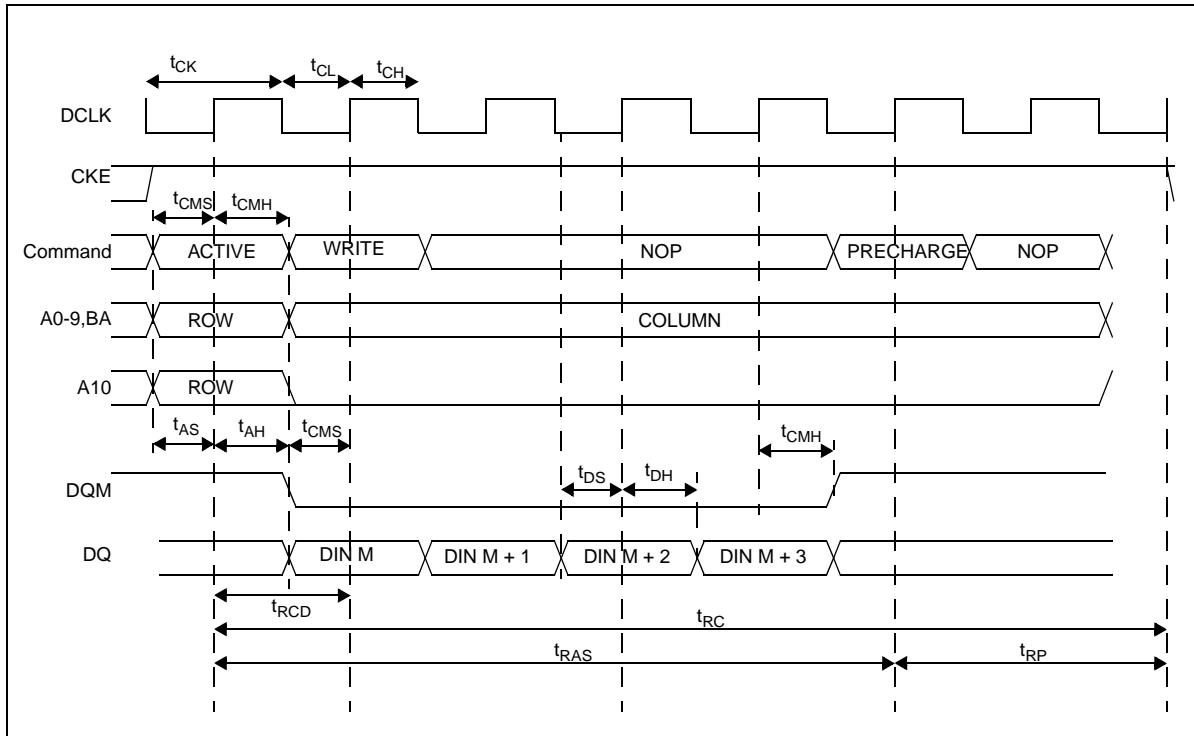 tCK tCL tCH
DCLK
CKE
tCMS tCMH
Command ACTIVE WRITE NOP PRECHARGE NOP
A0-9,BA ROW COLUMN
A10 ROW
tAS tAH tCMS tCMH
DQM tDS tDH
DQ DIN M DIN M + 1 DIN M + 2 DIN M + 3
tRCD tRC
tRAS tRP